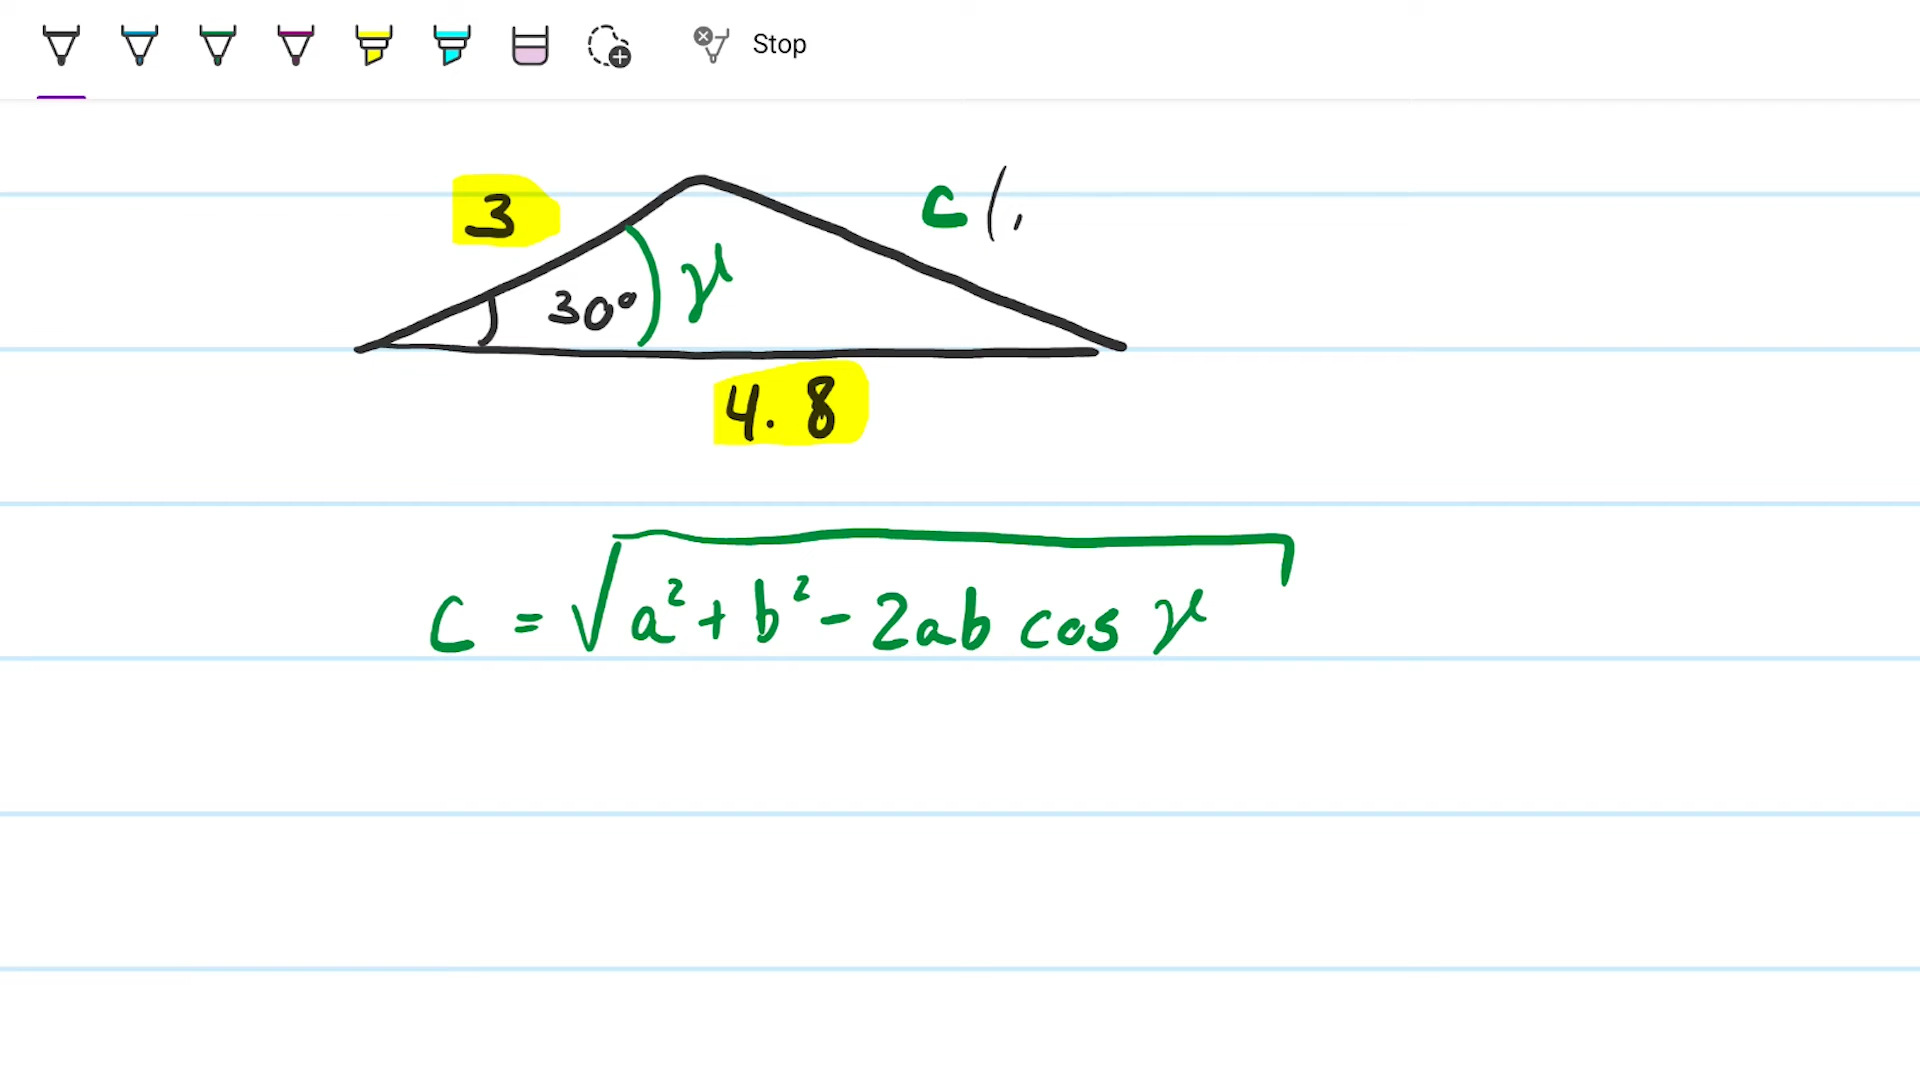 Stop
3
c (
30° γ
4.8
c = √a²+b²-2ab cos γ